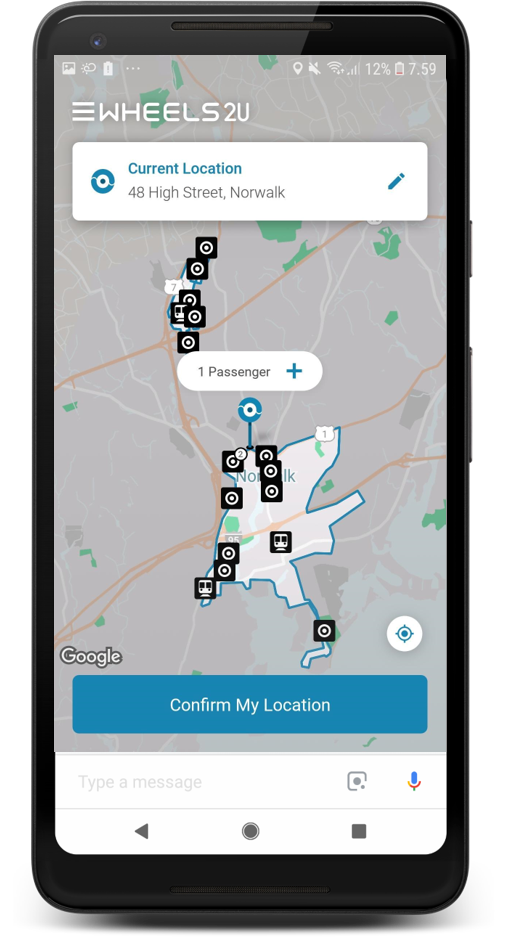 12% 7.59
WHEELS2U
Current Location
48 High Street, Norwalk
7
1 Passenger +
1
2
Norwalk
95
Google
Confirm My Location
Type a message